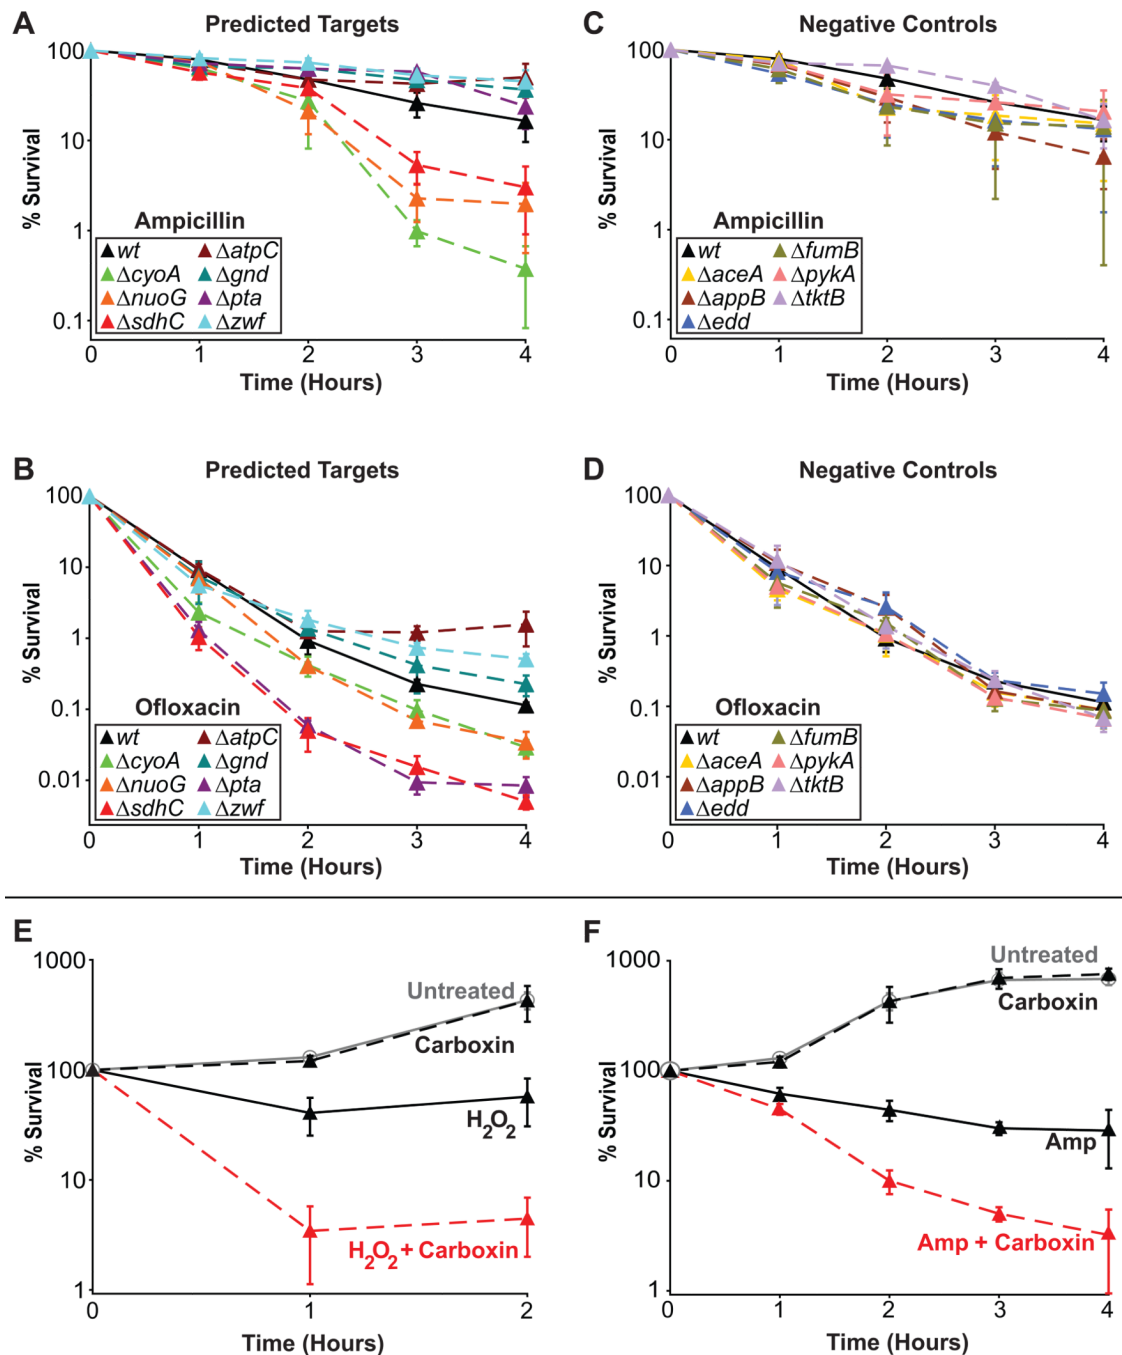 A
Predicted Targets
100
10
1
0.1
% Survival
Ampicillin
wt
ΔatpC
ΔcyoA
Δgnd
ΔnuoG
Δpta
ΔsdhC
Δzwf
0 1 2 3 4
Time (Hours)
C
Negative Controls
100
10
1
0.1
% Survival
Ampicillin
wt
ΔfumB
ΔaceA
ΔpykA
ΔappB
ΔtktB
Δedd
0 1 2 3 4
Time (Hours)
B
Predicted Targets
100
10
1
0.1
0.01
% Survival
Ofloxacin
wt
ΔatpC
ΔcyoA
Δgnd
ΔnuoG
Δpta
ΔsdhC
Δzwf
0 1 2 3 4
Time (Hours)
D
Negative Controls
100
10
1
0.1
0.01
% Survival
Ofloxacin
wt
ΔfumB
ΔaceA
ΔpykA
ΔappB
ΔtktB
Δedd
0 1 2 3 4
Time (Hours)
E
1000
100
10
1
% Survival
Untreated
Carboxin
H2O2
H2O2 + Carboxin
0 1 2
Time (Hours)
F
1000
100
10
1
% Survival
Untreated
Carboxin
Amp
Amp + Carboxin
0 1 2 3 4
Time (Hours)